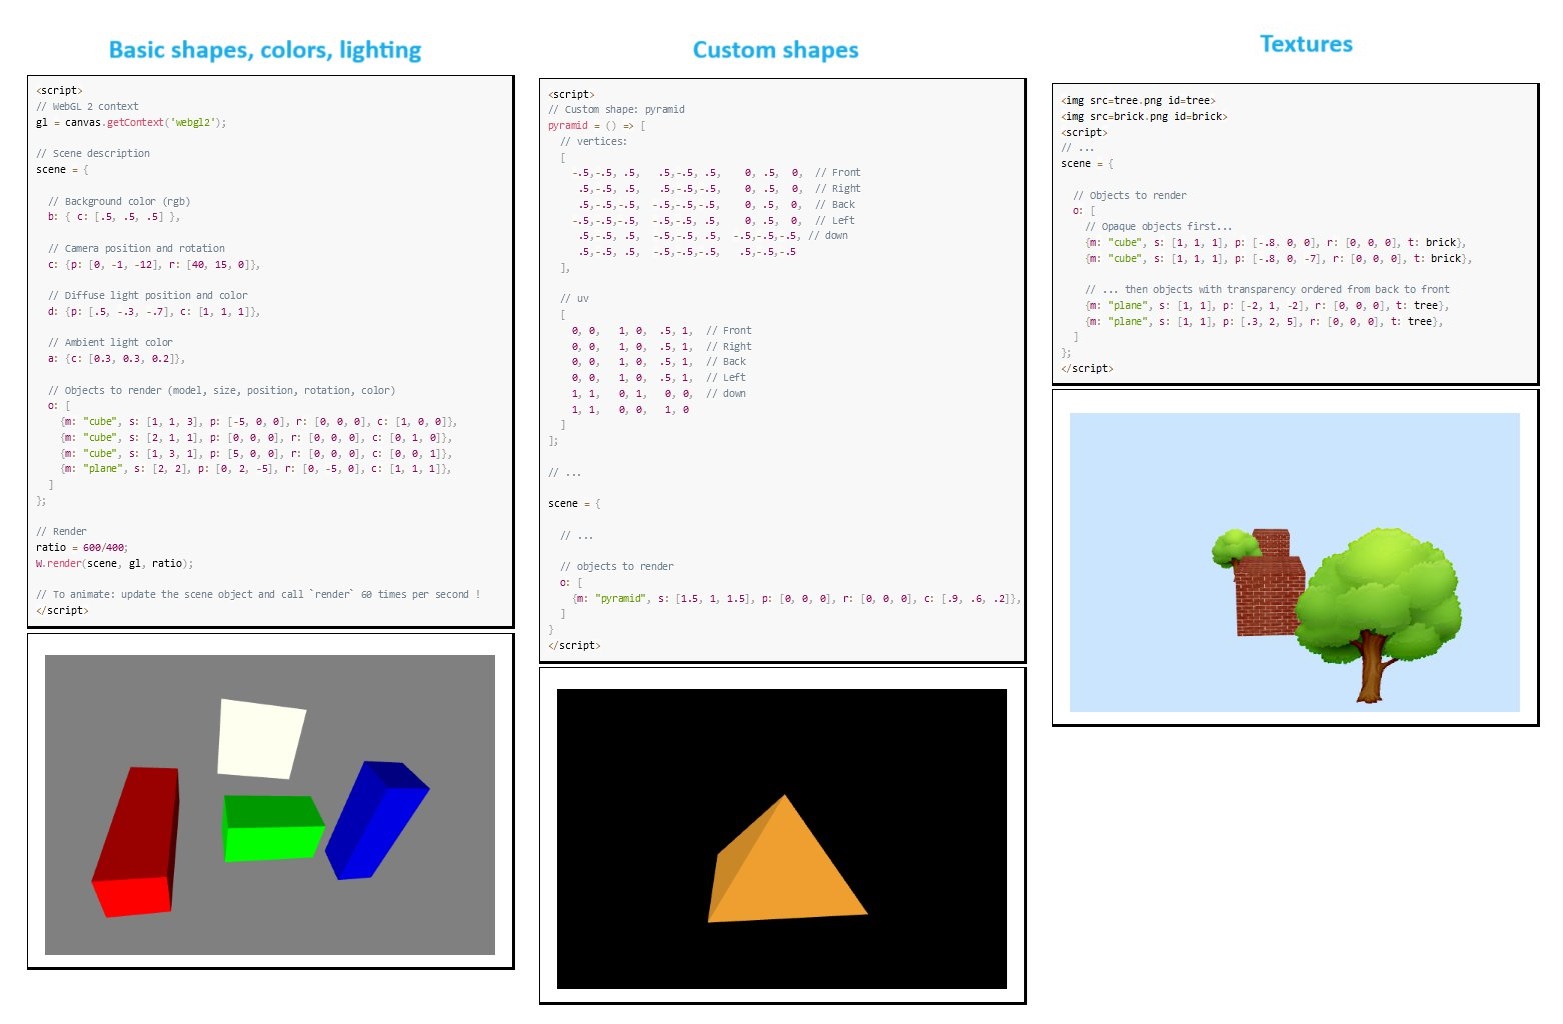 Basic shapes, colors, lighting
<script>
// WebGL 2 context
gl = canvas.getContext('webgl2');
// Scene description
scene = {
// Background color (rgb)
b: { c: [.5, .5, .5] },
// Camera position and rotation
c: {p: [0, -1, -12], r: [40, 15, 0]},
// Diffuse light position and color
d: {p: [.5, -.3, -.7], c: [1, 1, 1]},
// Ambient light color
a: {c: [0.3, 0.3, 0.2]},
// Objects to render (model, size, position, rotation, color)
o: [
{m: "cube", s: [1, 1, 3], p: [-5, 0, 0], r: [0, 0, 0], c: [1, 0, 0]},
{m: "cube", s: [2, 1, 1], p: [0, 0, 0], r: [0, 0, 0], c: [0, 1, 0]},
{m: "cube", s: [1, 3, 1], p: [5, 0, 0], r: [0, 0, 0], c: [0, 0, 1]},
{m: "plane", s: [2, 2], p: [0, 2, -5], r: [0, -5, 0], c: [1, 1, 1]},
]
};
// Render
ratio = 600/400;
W.render(scene, gl, ratio);
// To animate: update the scene object and call `render` 60 times per second !
</script>
Custom shapes
<script>
// Custom shape: pyramid
pyramid = () => [
// vertices:
[
-.5,-.5, .5, .5,-.5, .5, 0, .5, 0, // Front
.5,-.5, .5, .5,-.5,-.5, 0, .5, 0, // Right
.5,-.5,-.5, -.5,-.5,-.5, 0, .5, 0, // Back
-.5,-.5,-.5, -.5,-.5, .5, 0, .5, 0, // Left
.5,-.5, .5, -.5,-.5, .5, -.5,-.5,-.5, // down
.5,-.5, .5, -.5,-.5,-.5, .5,-.5,-.5
],
// uv
[
0, 0, 1, 0, .5, 1, // Front
0, 0, 1, 0, .5, 1, // Right
0, 0, 1, 0, .5, 1, // Back
0, 0, 1, 0, .5, 1, // Left
1, 1, 0, 1, 0, 0, // down
1, 1, 0, 0, 1, 0
]
];
// ...
scene = {
// ...
// objects to render
o: [
{m: "pyramid", s: [1.5, 1, 1.5], p: [0, 0, 0], r: [0, 0, 0], c: [.9, .6, .2]},
]
}
</script>
Textures
<img src=tree.png id=tree>
<img src=brick.png id=brick>
<script>
// ...
scene = {
// Objects to render
o: [
// Opaque objects first...
{m: "cube", s: [1, 1, 1], p: [-.8. 0, 0], r: [0, 0, 0], t: brick},
{m: "cube", s: [1, 1, 1], p: [-.8, 0, -7], r: [0, 0, 0], t: brick},
// ... then objects with transparency ordered from back to front
{m: "plane", s: [1, 1], p: [-2, 1, -2], r: [0, 0, 0], t: tree},
{m: "plane", s: [1, 1], p: [.3, 2, 5], r: [0, 0, 0], t: tree},
]
};
</script>